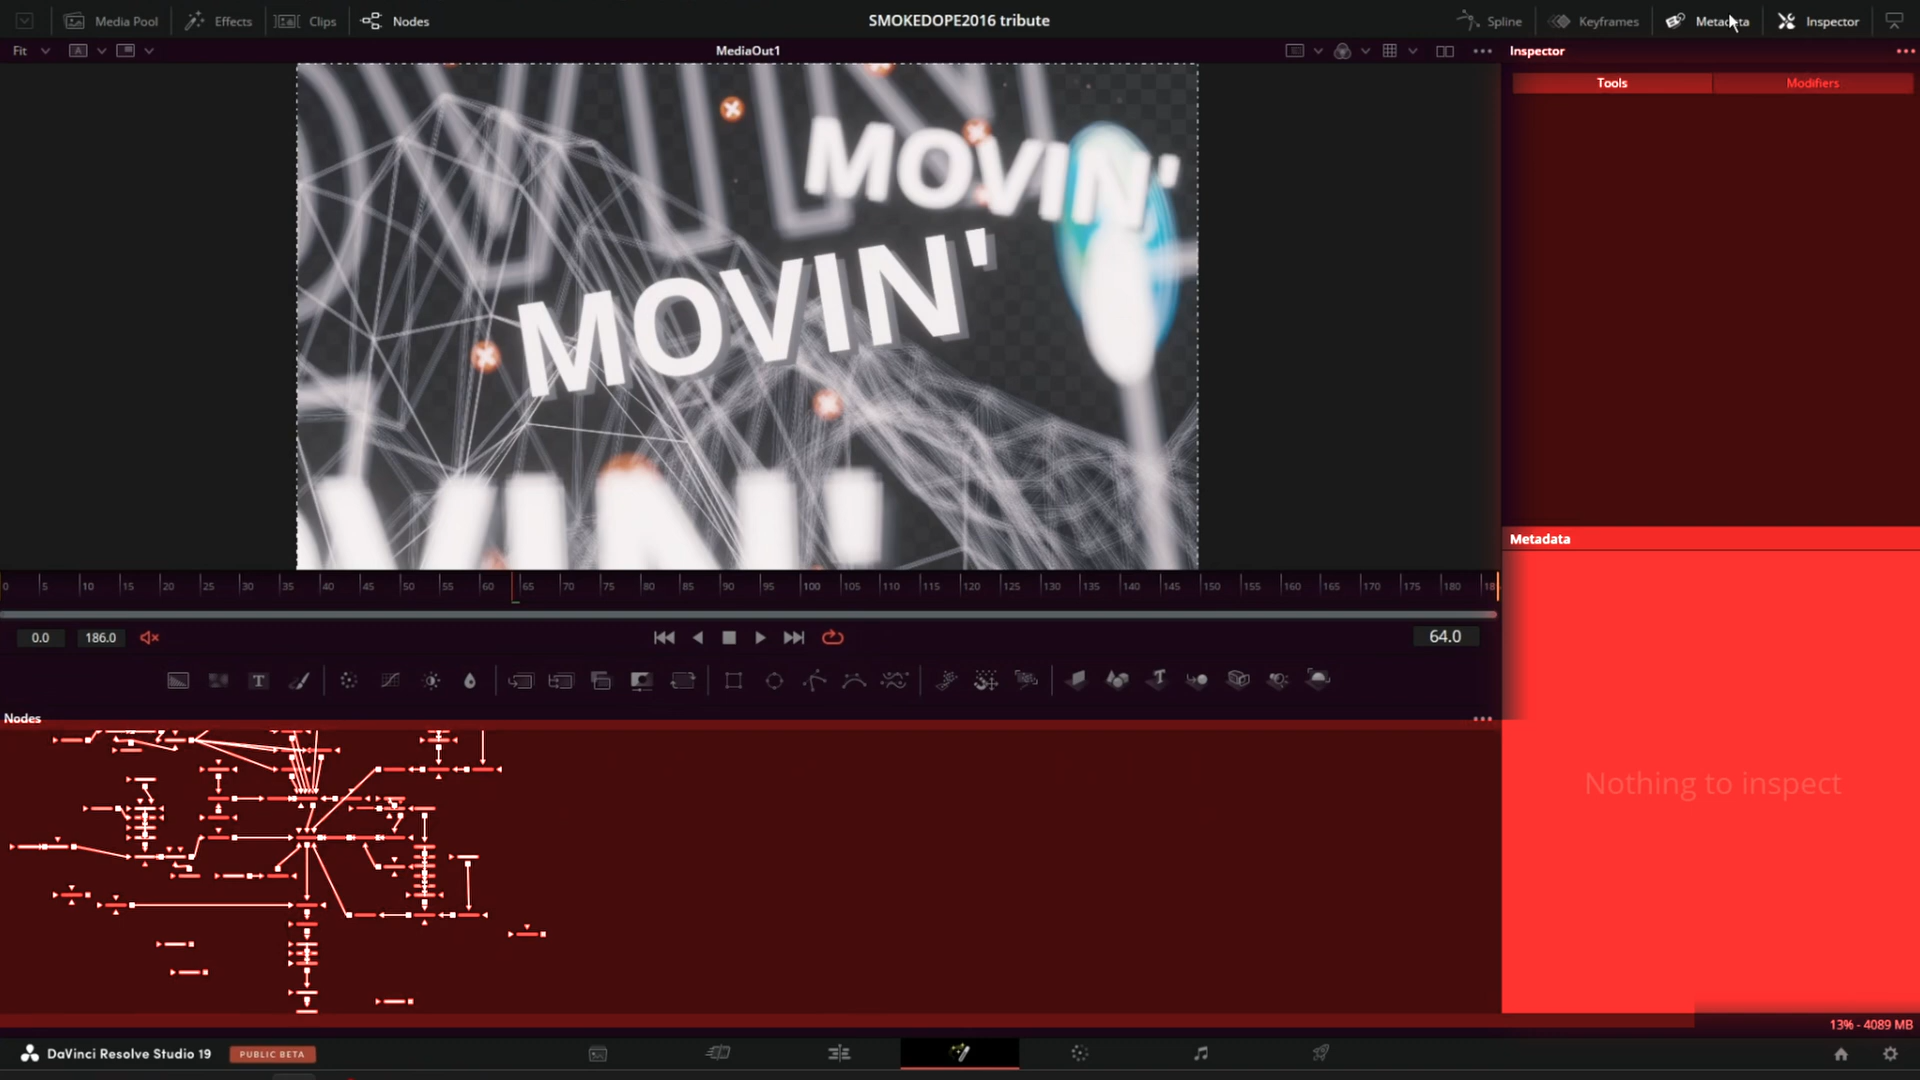 Media Pool
Effects
Clips
Nodes
SMOKEDOPE2016 tribute
Spline
Keyframes
Metadata
Inspector
Fit
A
MediaOut1
Inspector
Tools
Modifiers
MOVIN'
MOVIN'
VIN'
Metadata
Nothing to inspect
0 5 10 15 20 25 30 35 40 45 50 55 60 65 70 75 80 85 90 95 100 105 110 115 120 125 130 135 140 145 150 155 160 165 170 175 180 18
0.0
186.0
64.0
T
Nodes
13% - 4089 MB
DaVinci Resolve Studio 19
PUBLIC BETA